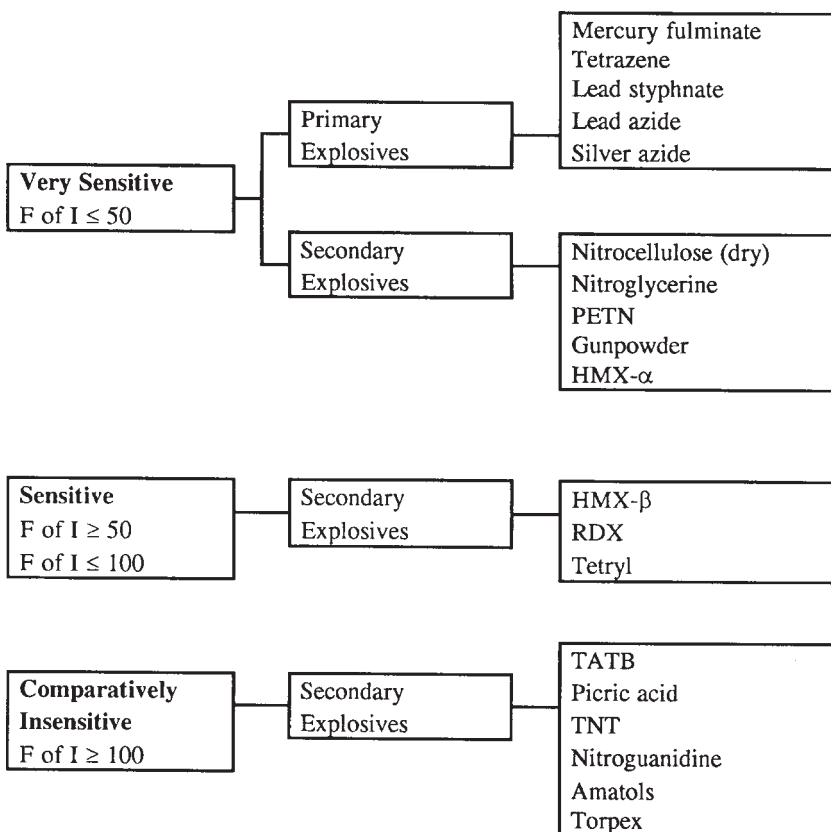 Very Sensitive
F of I ≤ 50
Primary
Explosives
Mercury fulminate
Tetrazene
Lead styphnate
Lead azide
Silver azide
Secondary
Explosives
Nitrocellulose (dry)
Nitroglycerine
PETN
Gunpowder
HMX-α
Sensitive
F of I ≥ 50
F of I ≤ 100
Secondary
Explosives
HMX-β
RDX
Tetryl
Comparatively
Insensitive
F of I ≥ 100
Secondary
Explosives
TATB
Picric acid
TNT
Nitroguanidine
Amatols
Torpex